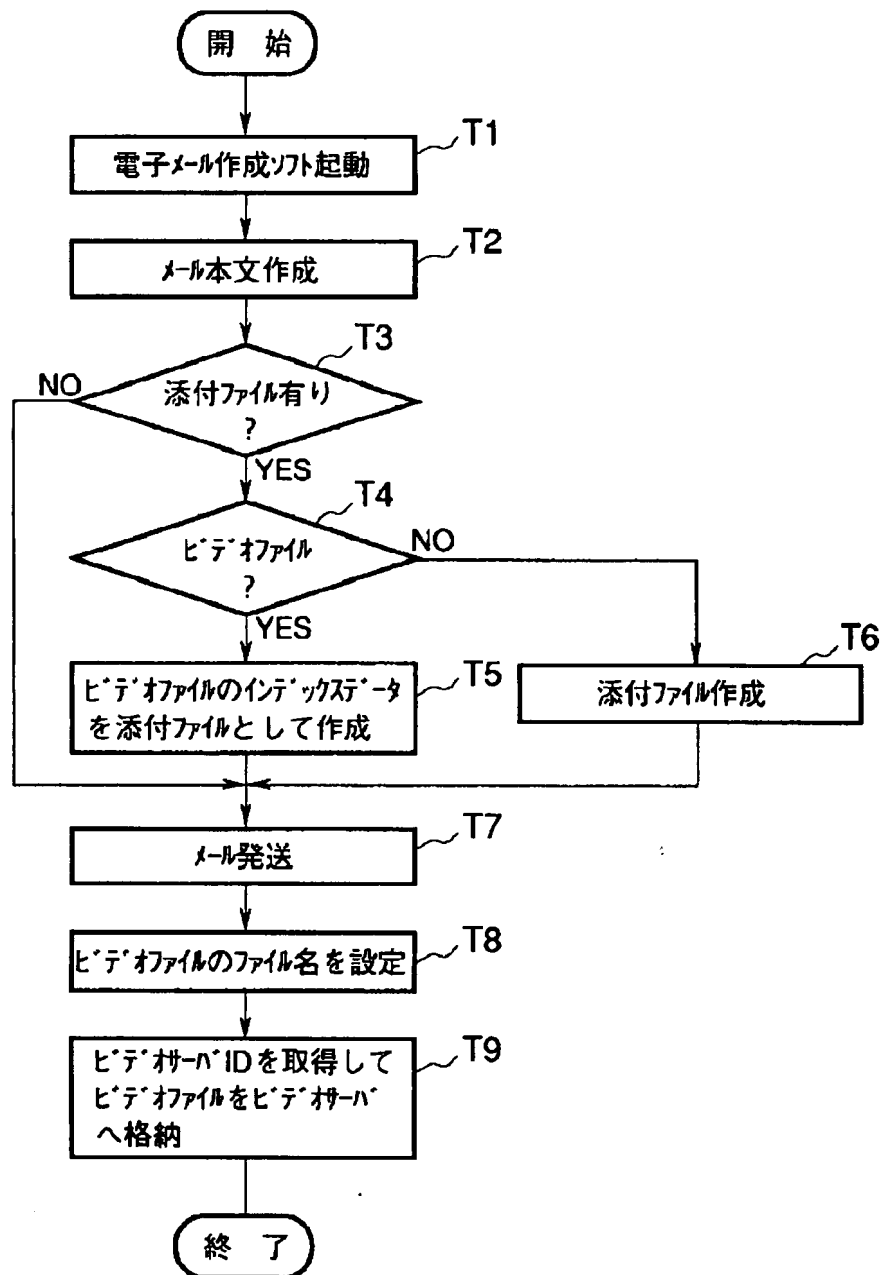 開 始
T1
電子ﾒｰﾙ作成ｿﾌﾄ起動
T2
ﾒｰﾙ本文作成
T3
NO
添付ﾌｧｲﾙ有り
?
YES
T4
ﾋﾞﾃﾞｵﾌｧｲﾙ
NO
?
YES
T5
ﾋﾞﾃﾞｵﾌｧｲﾙのｲﾝﾃﾞｯｸｽﾃﾞｰﾀ
を添付ﾌｧｲﾙとして作成
T6
添付ﾌｧｲﾙ作成
T7
ﾒｰﾙ発送
T8
ﾋﾞﾃﾞｵﾌｧｲﾙのﾌｧｲﾙ名を設定
T9
ﾋﾞﾃﾞｵｻｰﾊﾞIDを取得して
ﾋﾞﾃﾞｵﾌｧｲﾙをﾋﾞﾃﾞｵｻｰﾊﾞ
へ格納
終 了